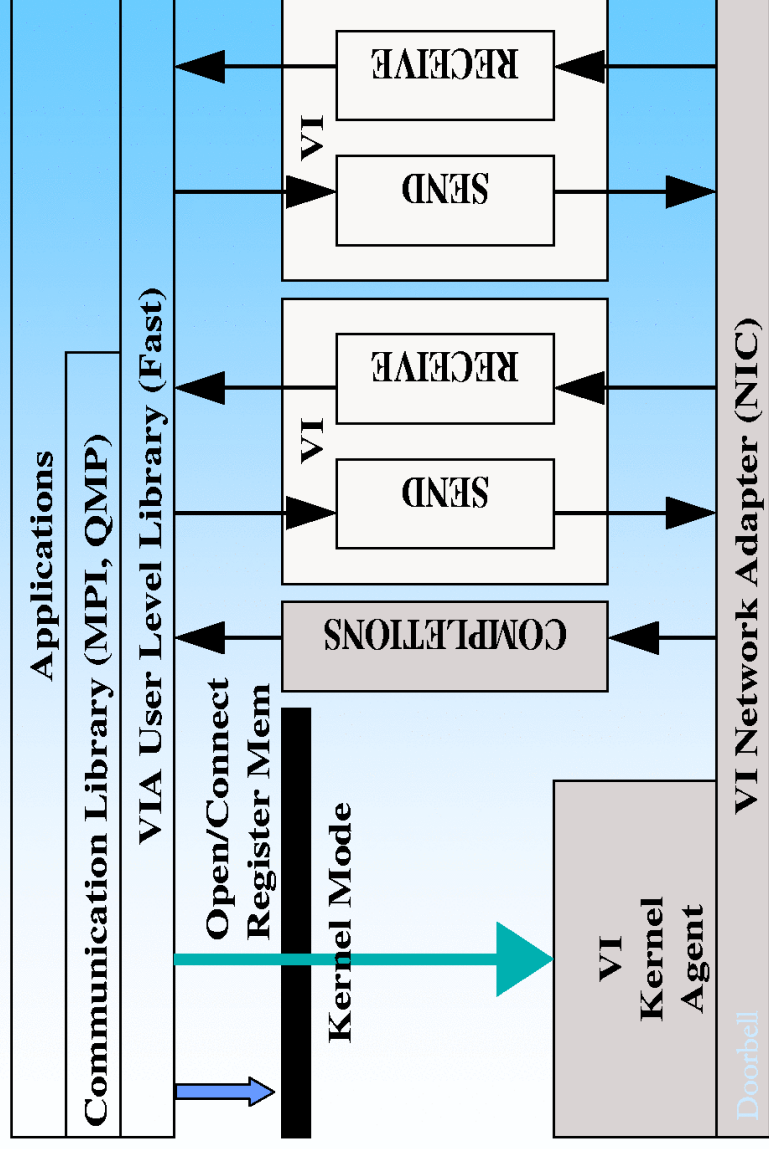 Applications
Communication Library (MPI, QMP)
VIA User Level Library (Fast)
Open/Connect
Register Mem
Kernel Mode
COMPLETIONS
VI
SEND
RECEIVE
VI
SEND
RECEIVE
VI
Kernel
Agent
Doorbell
VI Network Adapter (NIC)